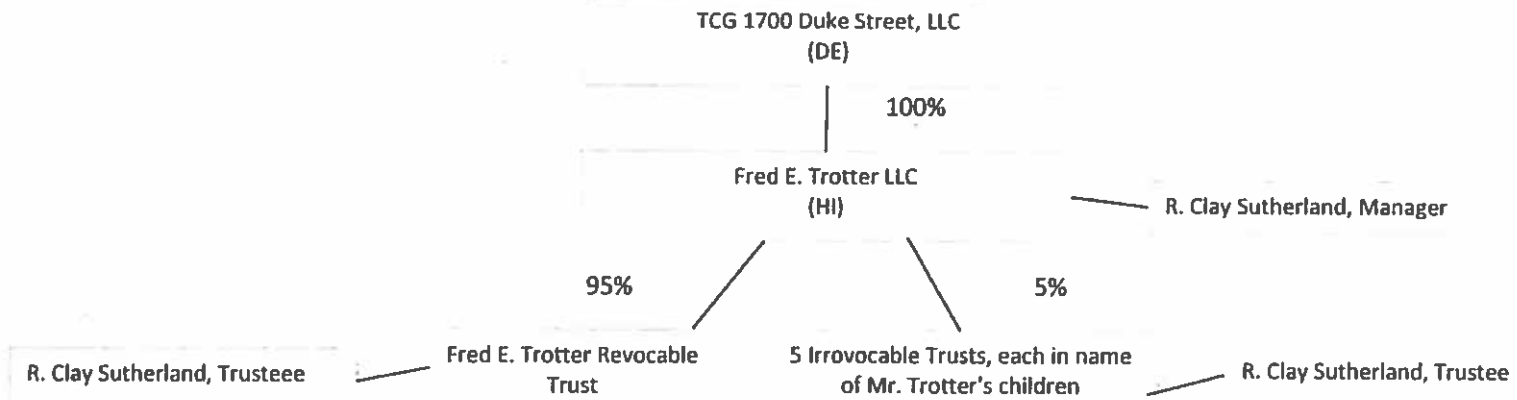 TCG 1700 Duke Street, LLC
(DE)
100%
Fred E. Trotter LLC
(HI)
R. Clay Sutherland, Manager
95%
5%
R. Clay Sutherland, Trusteee
Fred E. Trotter Revocable
Trust
5 Irrovocable Trusts, each in name
of Mr. Trotter's children
R. Clay Sutherland, Trustee